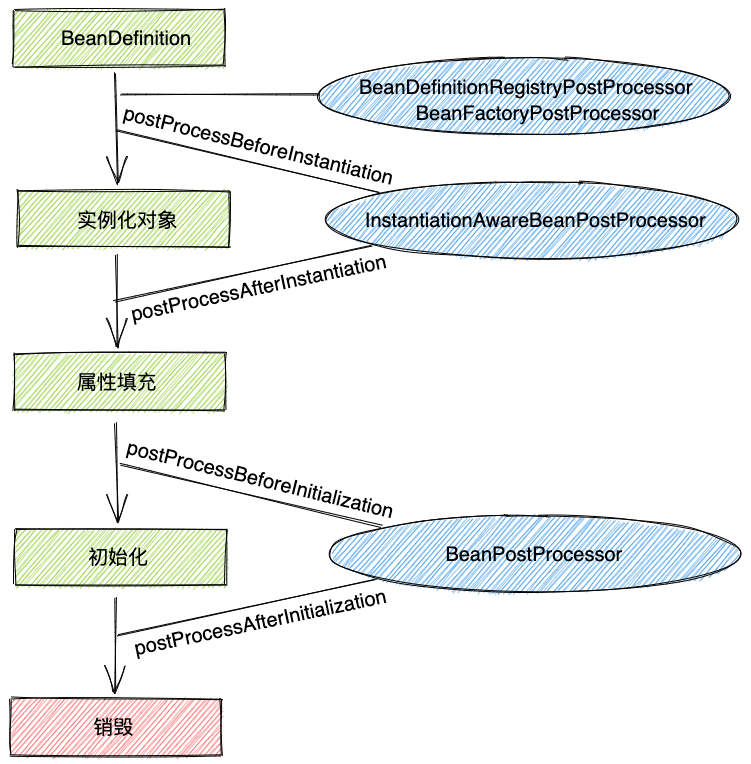 BeanDefinition
BeanDefinitionRegistryPostProcessor
BeanFactoryPostProcessor
postProcessBeforeInstantiation
实例化对象
InstantiationAwareBeanPostProcessor
postProcessAfterInstantiation
属性填充
postProcessBeforeInitialization
初始化
BeanPostProcessor
postProcessAfterInitialization
销毁